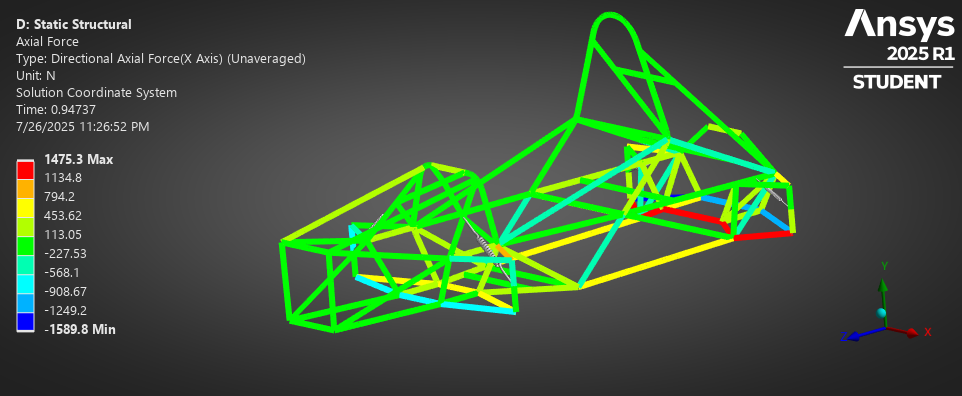 D: Static Structural
Axial Force
Type: Directional Axial Force(X Axis) (Unaveraged)
Unit: N
Solution Coordinate System
Time: 0.94737
7/26/2025 11:26:52 PM
1475.3 Max
1134.8
794.2
453.62
113.05
-227.53
-568.1
-908.67
-1249.2
-1589.8 Min
Ansys
2025 R1
STUDENT
Y
Z
X